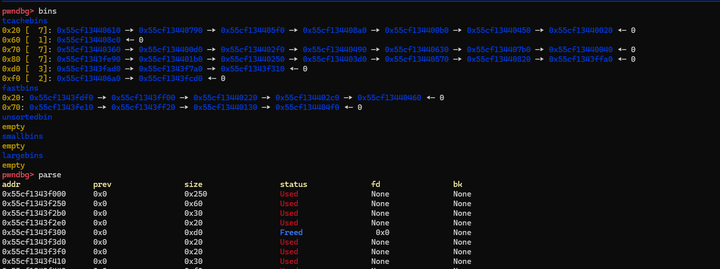 pwndbg> bins
tcachebins
0x20 [  7]: 0x55cf13440610 → 0x55cf13440790 → 0x55cf134405f0 → 0x55cf134408a0 → 0x55cf134400b0 → 0x55cf13440450 → 0x55cf13440020 ← 0
0x60 [  1]: 0x55cf134408c0 ← 0
0x70 [  7]: 0x55cf13440360 → 0x55cf134400d0 → 0x55cf134402f0 → 0x55cf13440490 → 0x55cf13440630 → 0x55cf134407b0 → 0x55cf13440040 ← 0
0x80 [  7]: 0x55cf1343fe90 → 0x55cf134401b0 → 0x55cf13440250 → 0x55cf134403d0 → 0x55cf13440570 → 0x55cf13440820 → 0x55cf1343ffa0 ← 0
0xd0 [  3]: 0x55cf1343fad0 → 0x55cf1343f7a0 → 0x55cf1343f310 ← 0
0xf0 [  2]: 0x55cf134406a0 → 0x55cf1343fcd0 ← 0
fastbins
0x20: 0x55cf1343fdf0 → 0x55cf1343ff00 → 0x55cf13440220 → 0x55cf134402c0 → 0x55cf13440460 ← 0
0x70: 0x55cf1343fe10 → 0x55cf1343ff20 → 0x55cf13440130 → 0x55cf134404f0 ← 0
unsortedbin
empty
smallbins
empty
largebins
empty
pwndbg> parse
addr prev size status fd bk
0x55cf1343f000 0x0 0x250 Used None None
0x55cf1343f250 0x0 0x60 Used None None
0x55cf1343f2b0 0x0 0x30 Used None None
0x55cf1343f2e0 0x0 0x20 Used None None
0x55cf1343f300 0x0 0xd0 Freed 0x0 None
0x55cf1343f3d0 0x0 0x20 Used None None
0x55cf1343f3f0 0x0 0x20 Used None None
0x55cf1343f410 0x0 0x30 Used None None